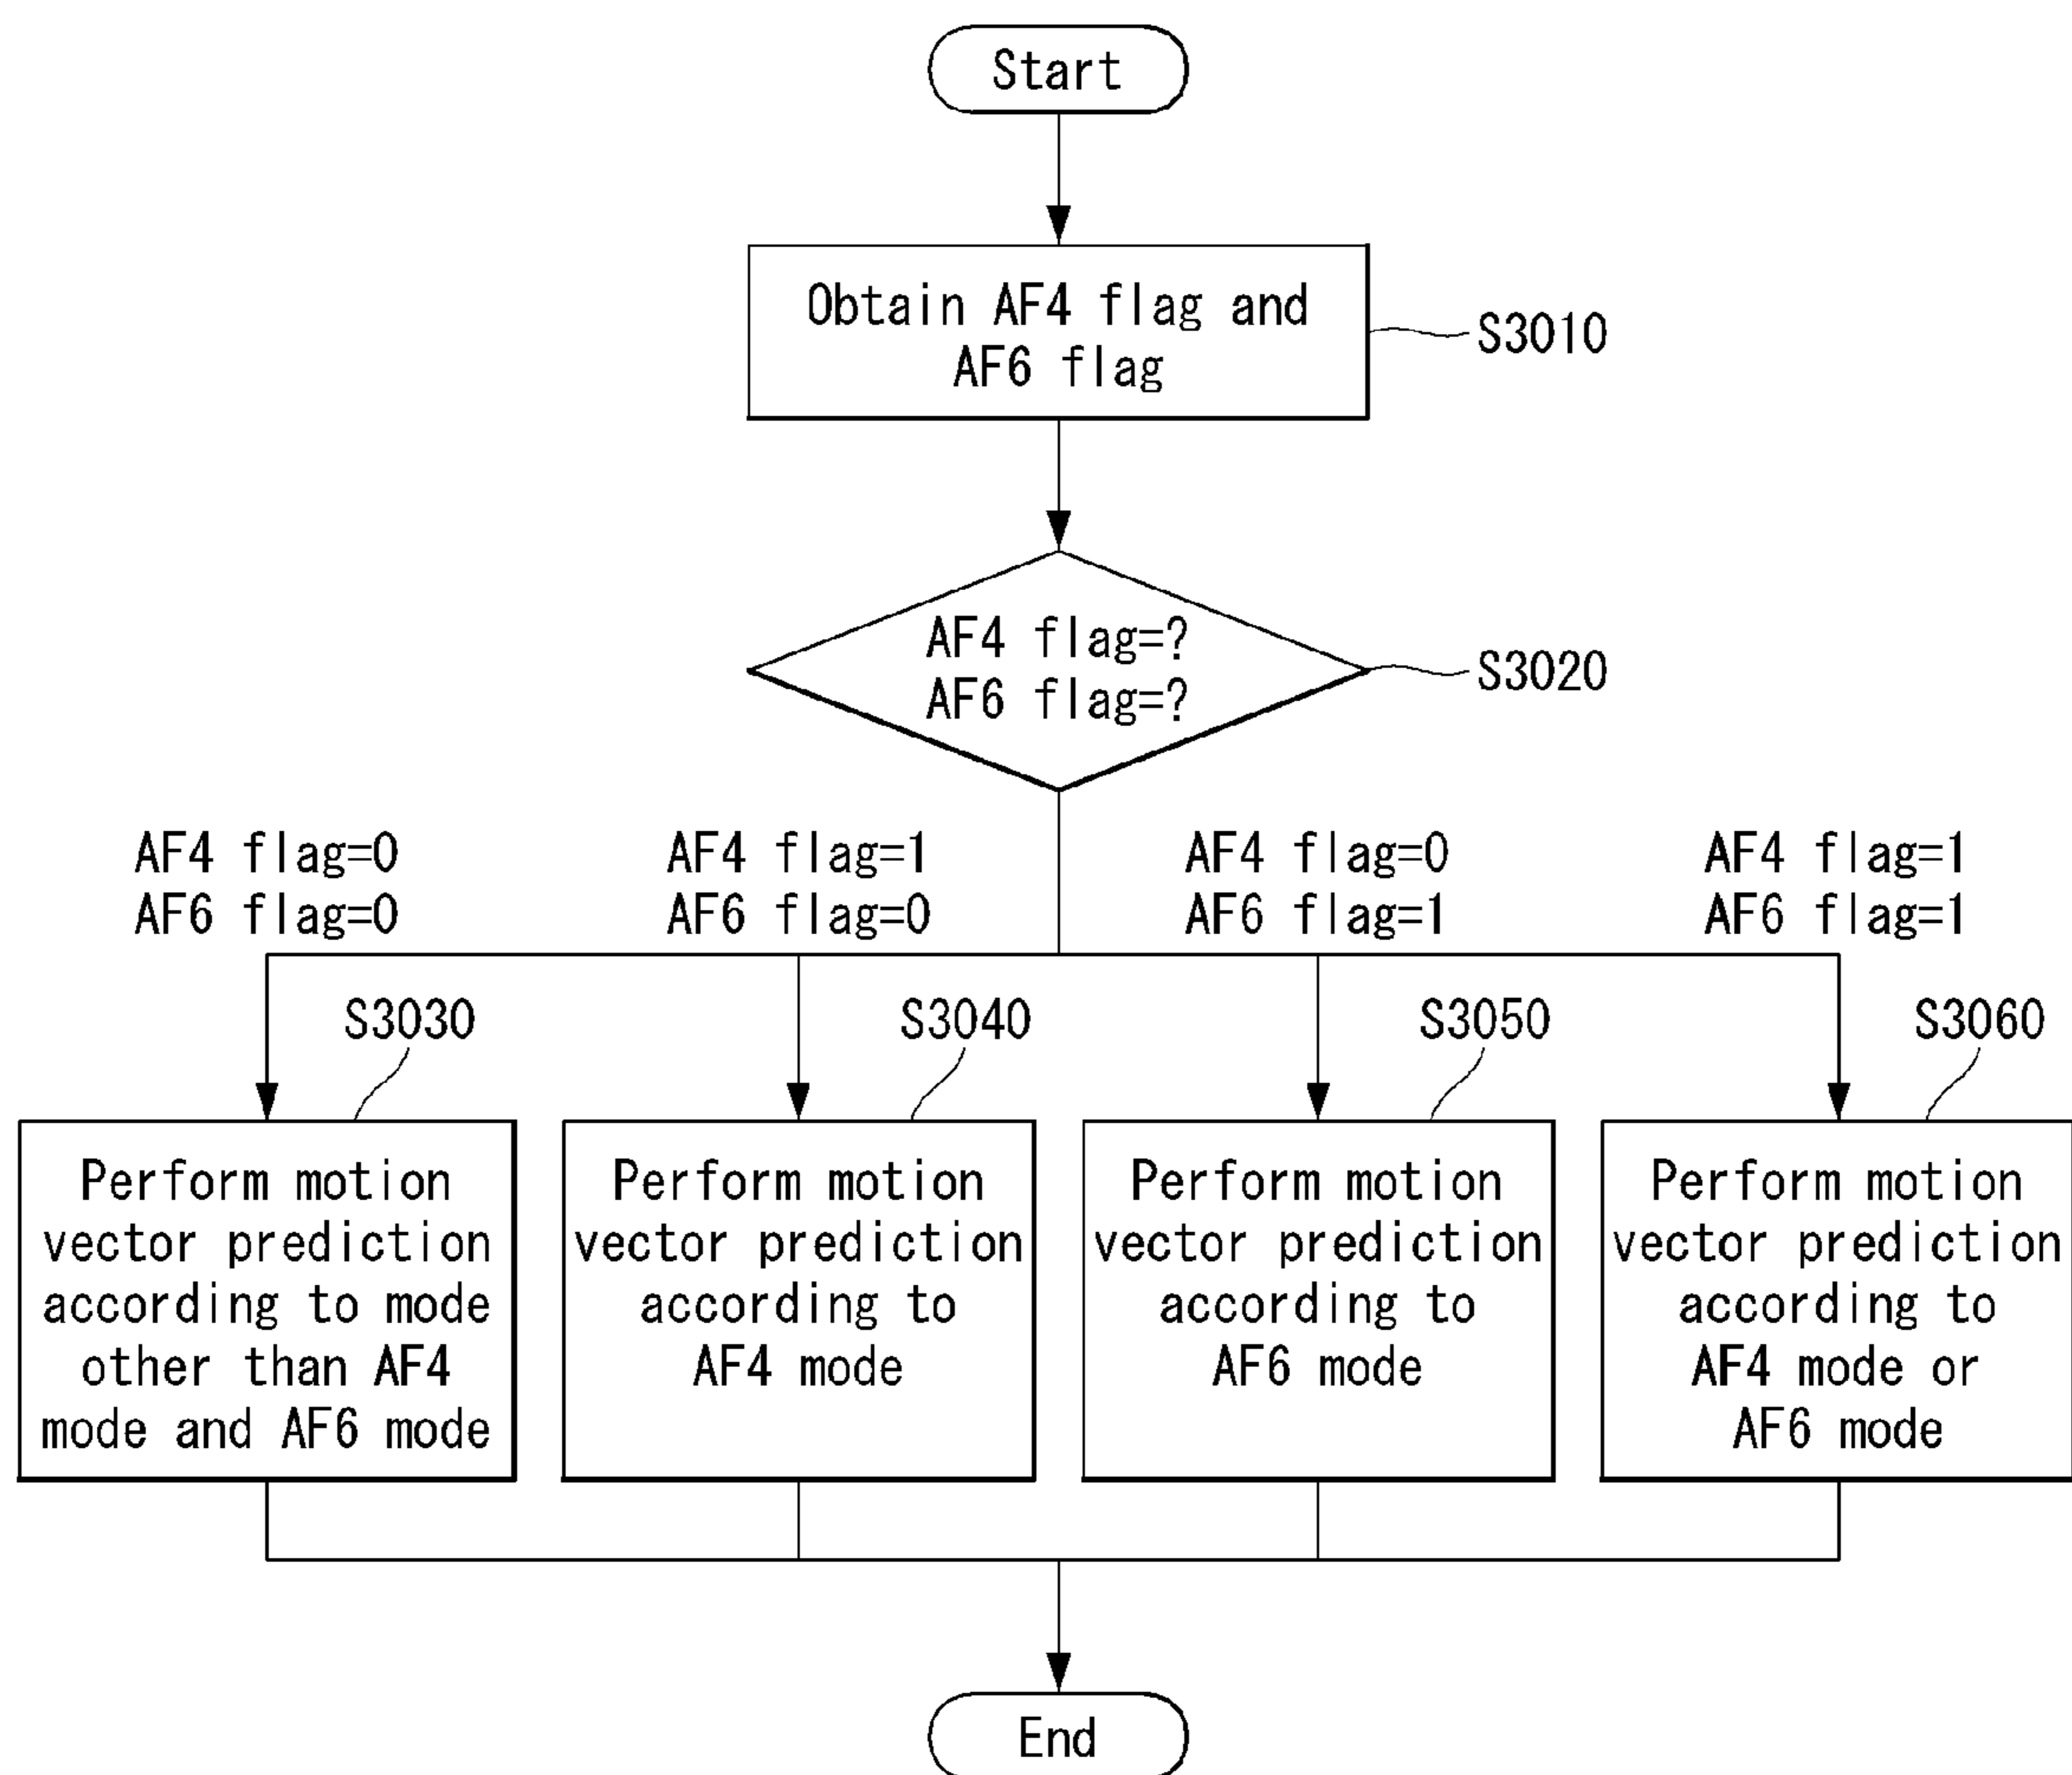 Start
Obtain AF4 flag and
AF6 flag
S3010
AF4 flag=?
AF6 flag=?
S3020
AF4 flag=0
AF6 flag=0
AF4 flag=1
AF6 flag=0
AF4 flag=0
AF6 flag=1
AF4 flag=1
AF6 flag=1
S3030
S3040
S3050
S3060
Perform motion
vector prediction
according to mode
other than AF4
mode and AF6 mode
Perform motion
vector prediction
according to
AF4 mode
Perform motion
vector prediction
according to
AF6 mode
Perform motion
vector prediction
according to
AF4 mode or
AF6 mode
End